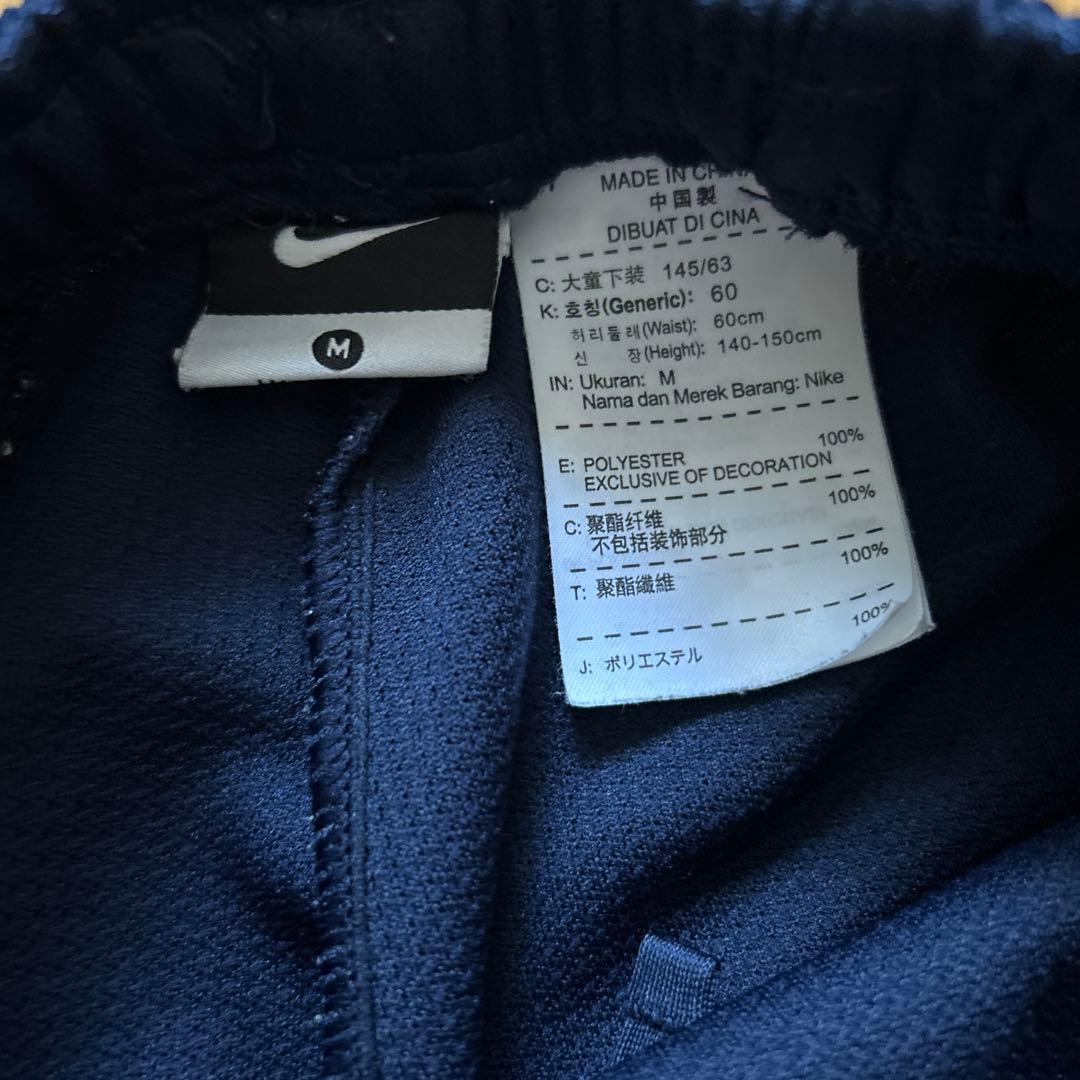 M
MADE IN CHINA
中国製
DIBUAT DI CINA
C: 大童下装 145/63
K: 호칭(Generic): 60
허리둘레(Waist): 60cm
신 장(Height): 140-150cm
IN: Ukuran: M
Nama dan Merek Barang: Nike
100%
E: POLYESTER
EXCLUSIVE OF DECORATION
100%
C: 聚酯纤维
不包括装饰部分
100%
T: 聚酯纖維
100%
J: ポリエステル